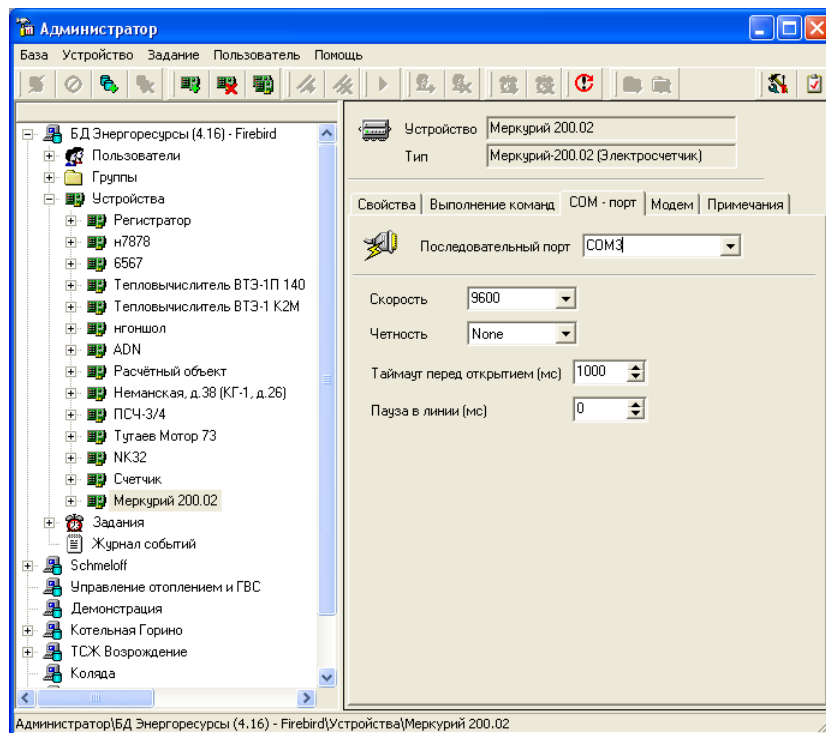 Администратор
База Устройство Задание Пользователь Помощь
БД Энергоресурсы (4.16) - Firebird
Пользователи
Группы
Устройства
Регистратор
н7878
6567
Тепловычислитель ВТЭ-1П 140
Тепловычислитель ВТЭ-1 К2М
нгоншол
ADN
Расчётный объект
Неманская, д.38 (КГ-1, д.26)
ПСЧ-3/4
Тутаев Мотор 73
NK32
Счетчик
Меркурий 200.02
Задания
Журнал событий
Schmeloff
Управление отоплением и ГВС
Демонстрация
Котельная Горино
ТСЖ Возрождение
Коляда
Устройство Меркурий 200.02
Тип Меркурий-200.02 (Электросчетчик)
Свойства Выполнение команд COM - порт Модем Примечания
Последовательный порт COM3
Скорость 9600
Четность None
Таймаут перед открытием (мс) 1000
Пауза в линии (мс) 0
Администратор\БД Энергоресурсы (4.16) - Firebird\Устройства\Меркурий 200.02